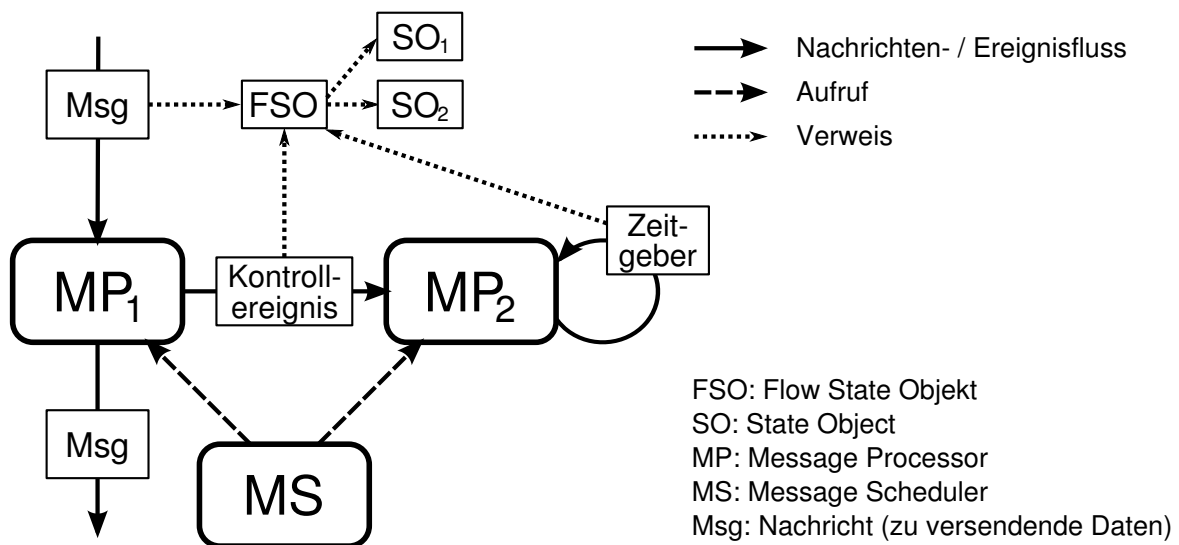 SO1
Nachrichten- / Ereignisfluss
Msg
FSO
SO2
Aufruf
Verweis
Zeit-
geber
MP1
Kontroll-
ereignis
MP2
Msg
MS
FSO: Flow State Objekt
SO: State Object
MP: Message Processor
MS: Message Scheduler
Msg: Nachricht (zu versendende Daten)